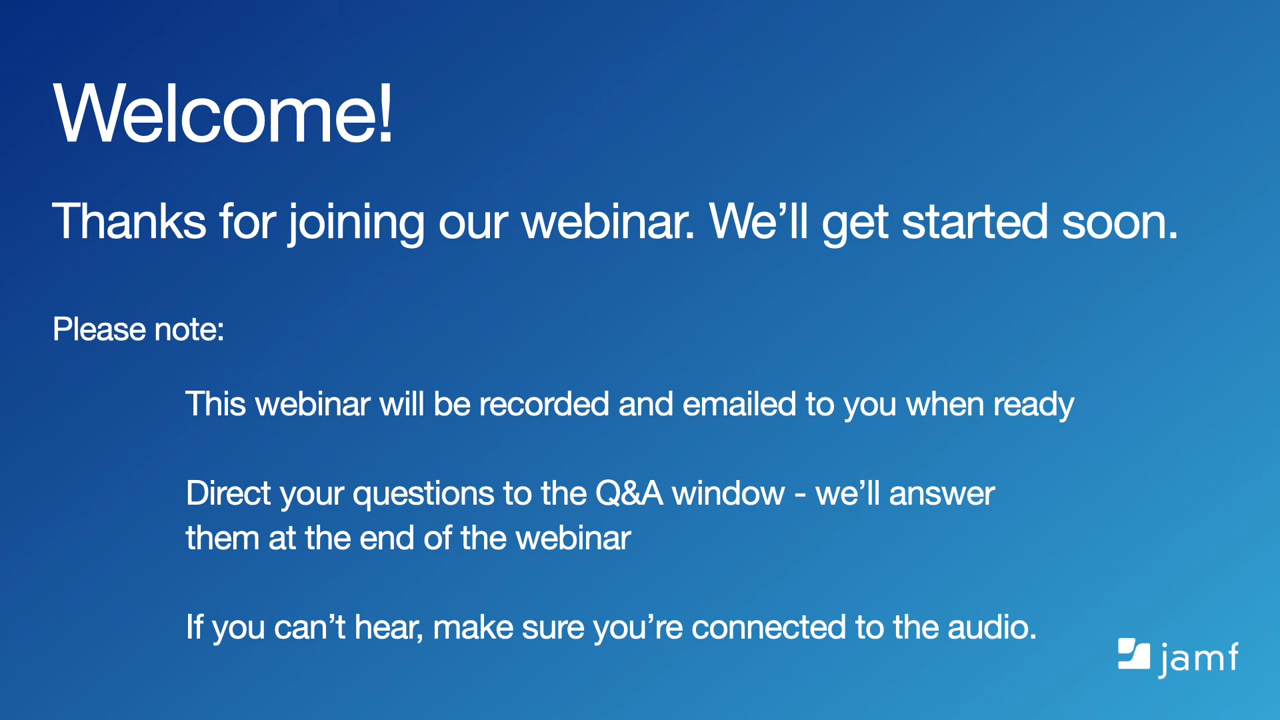 Welcome!
Thanks for joining our webinar. We’ll get started soon.
Please note:
This webinar will be recorded and emailed to you when ready
Direct your questions to the Q&A window - we’ll answer
them at the end of the webinar
If you can’t hear, make sure you’re connected to the audio.
jamf